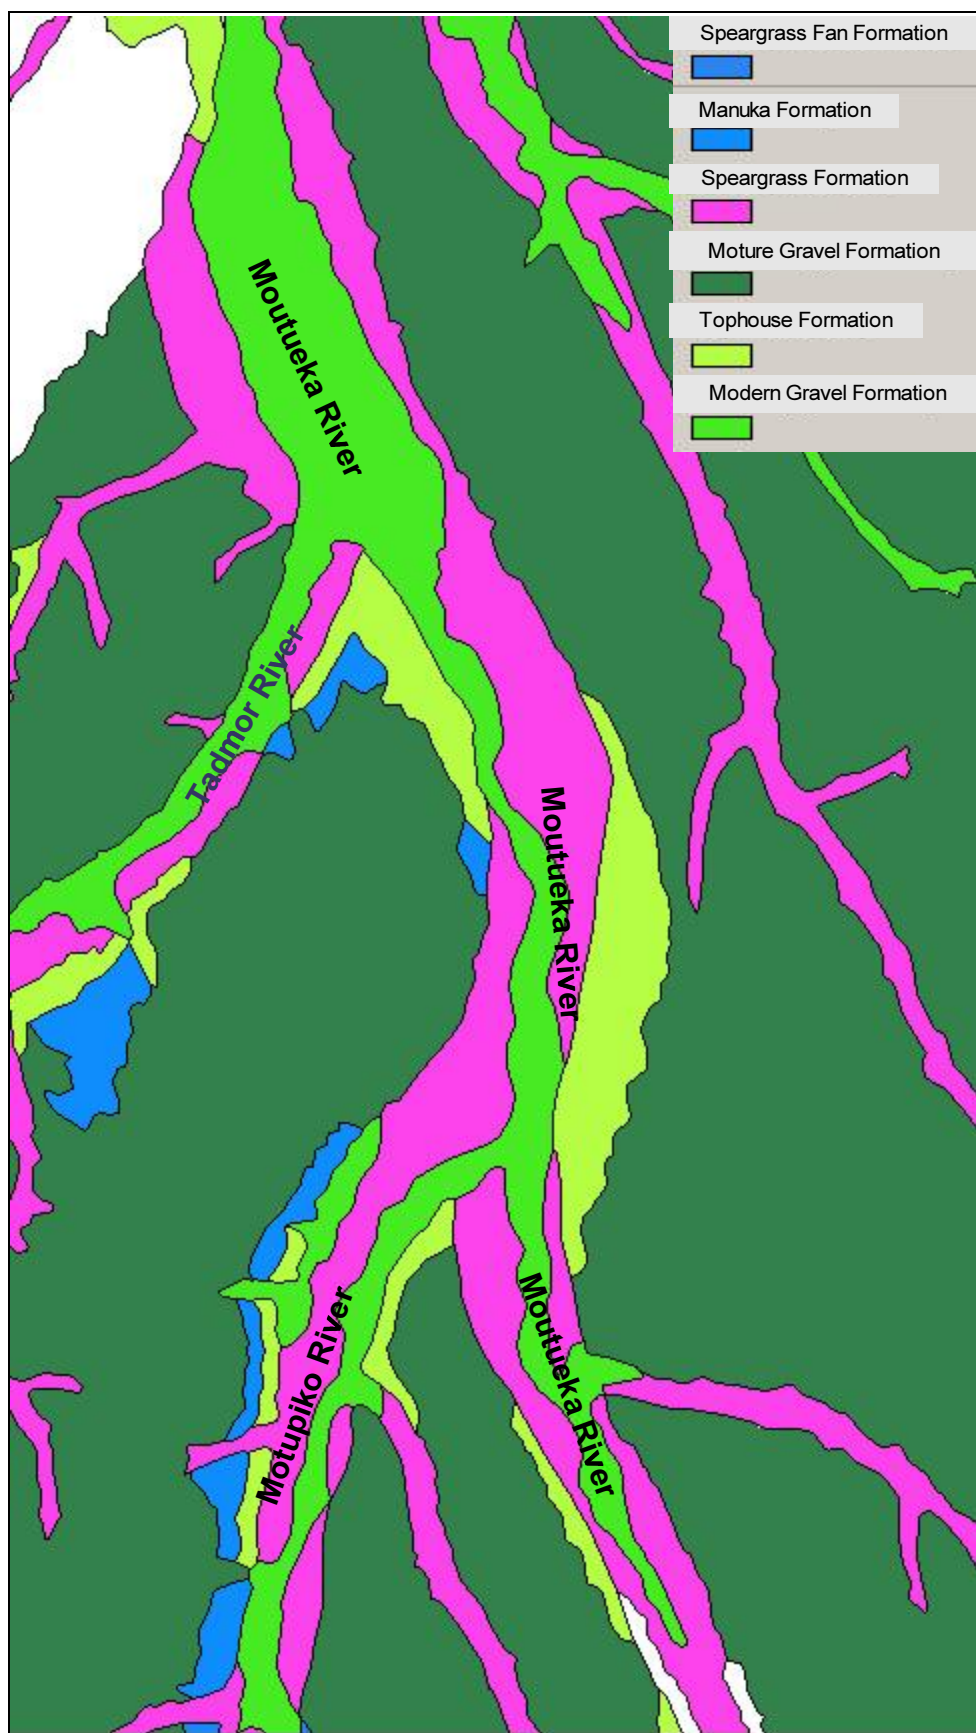 Speargrass Fan Formation
Manuka Formation
Speargrass Formation
Moture Gravel Formation
Tophouse Formation
Modern Gravel Formation
Moutueka River
Tadmor River
Moutueka River
Moutueka River
Motupiko River